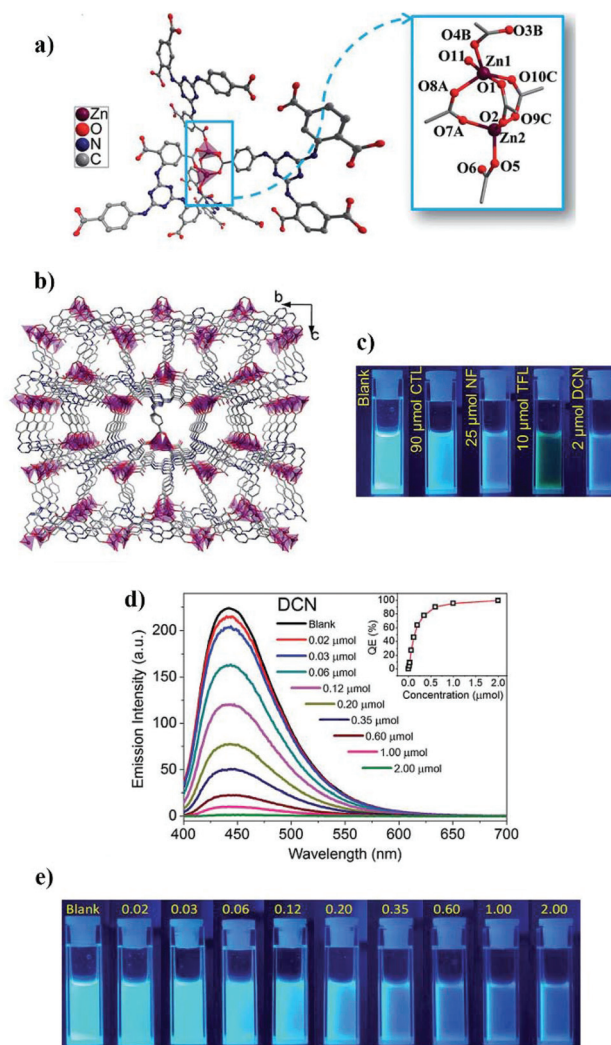 a)
Zn
O
N
C
O4B
O3B
O11
Zn1
O8A
O1
O10C
O7A
O2
O9C
Zn2
O6
O5
b)
b
c
c)
Blank
90 μmol CTL
25 μmol NF
10 μmol TFL
2 μmol DCN
d)
DCN
Blank
0.02 μmol
0.03 μmol
0.06 μmol
0.12 μmol
0.20 μmol
0.35 μmol
0.60 μmol
1.00 μmol
2.00 μmol
Emission Intensity (a.u.)
200
150
100
50
0
400 450 500 550 600 650 700
Wavelength (nm)
QE (%)
100
80
60
40
20
0
0.0 0.5 1.0 1.5 2.0
Concentration (μmol)
e)
Blank 0.02 0.03 0.06 0.12 0.20 0.35 0.60 1.00 2.00